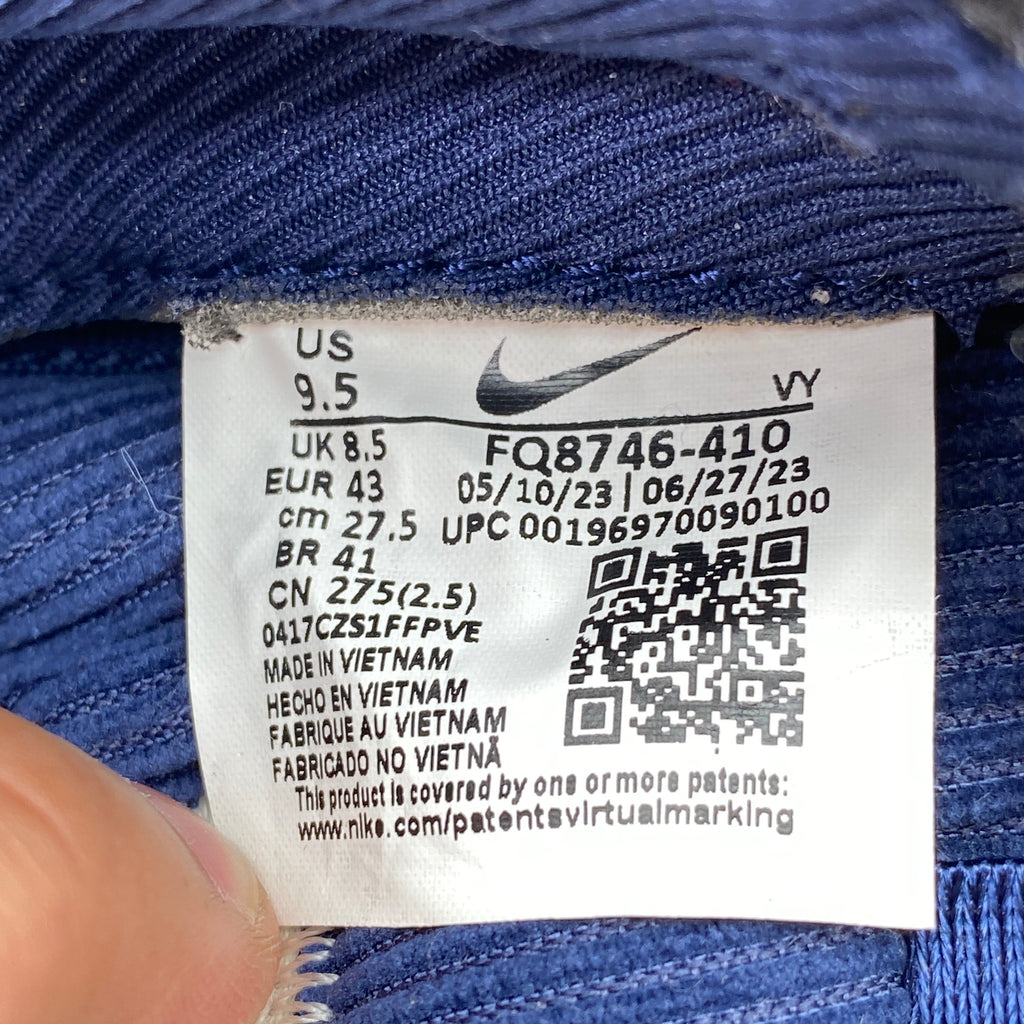 US
9.5
VY
UK 8.5
FQ8746-410
EUR 43
05/10/23 | 06/27/23
cm 27.5
UPC 00196970090100
BR 41
CN 275(2.5)
0417CZS1FFPVE
MADE IN VIETNAM
HECHO EN VIETNAM
FABRIQUE AU VIETNAM
FABRICADO NO VIETNÃ
This product is covered by one or more patents:
www.nike.com/patentsvirtualmarking